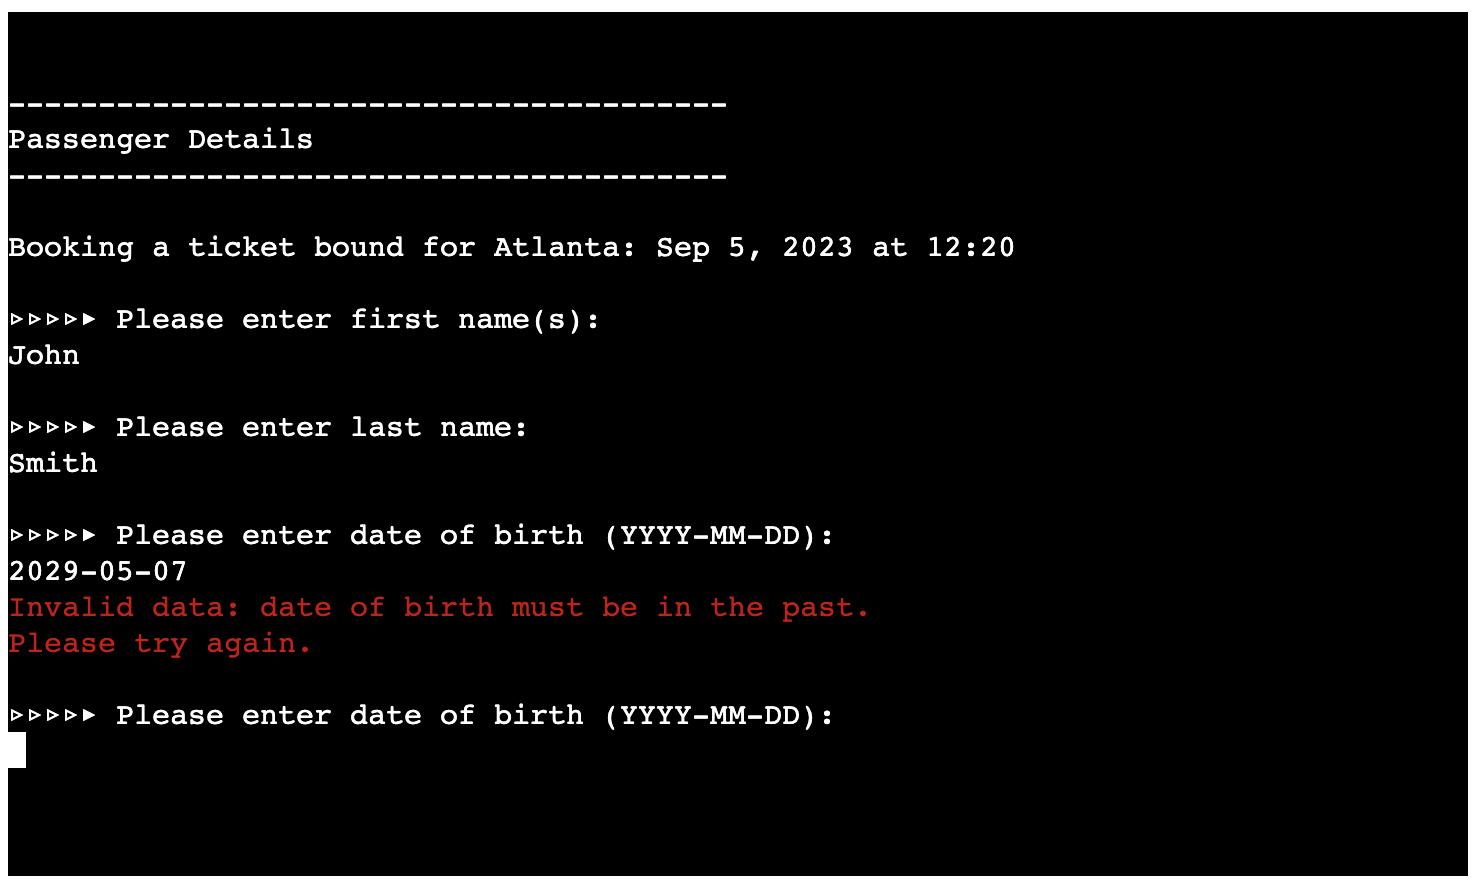 ----------------------------------------
Passenger Details
----------------------------------------
Booking a ticket bound for Atlanta: Sep 5, 2023 at 12:20
▹▹▹▹▸ Please enter first name(s):
John
▹▹▹▹▸ Please enter last name:
Smith
▹▹▹▹▸ Please enter date of birth (YYYY-MM-DD):
2029-05-07
Invalid data: date of birth must be in the past.
Please try again.
▹▹▹▹▸ Please enter date of birth (YYYY-MM-DD):